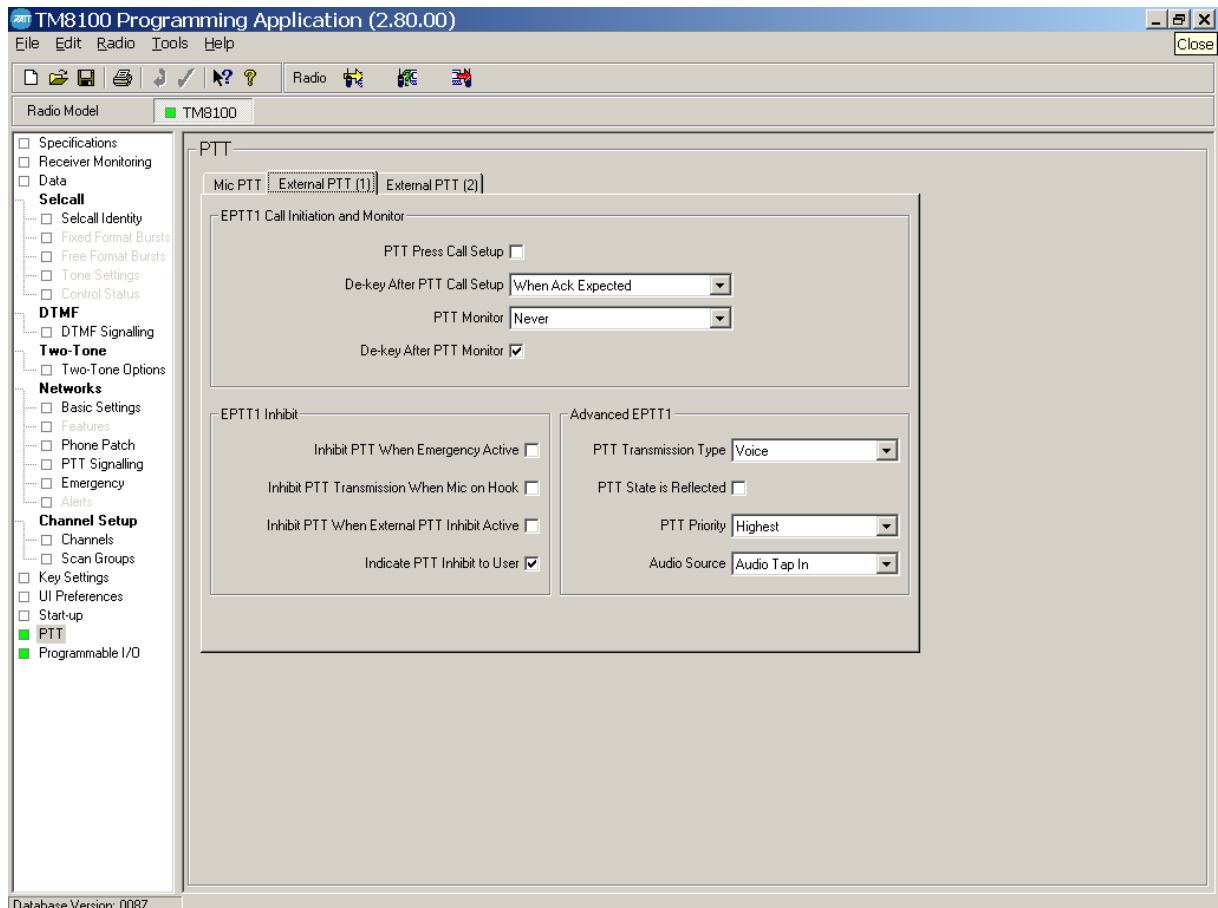 TAIT TM8100 Programming Application (2.80.00)
File Edit Radio Tools Help
Close
Radio
Radio Model TM8100
Specifications
Receiver Monitoring
Data
Selcall
Selcall Identity
Fixed Format Bursts
Free Format Bursts
Tone Settings
Control Status
DTMF
DTMF Signalling
Two-Tone
Two-Tone Options
Networks
Basic Settings
Features
Phone Patch
PTT Signalling
Emergency
Alerts
Channel Setup
Channels
Scan Groups
Key Settings
UI Preferences
Start-up
PTT
Programmable I/O
PTT
Mic PTT External PTT (1) External PTT (2)
EPTT1 Call Initiation and Monitor
PTT Press Call Setup
De-key After PTT Call Setup When Ack Expected
PTT Monitor Never
De-key After PTT Monitor
EPTT1 Inhibit
Inhibit PTT When Emergency Active
Inhibit PTT Transmission When Mic on Hook
Inhibit PTT When External PTT Inhibit Active
Indicate PTT Inhibit to User
Advanced EPTT1
PTT Transmission Type Voice
PTT State is Reflected
PTT Priority Highest
Audio Source Audio Tap In
Database Version: 0087